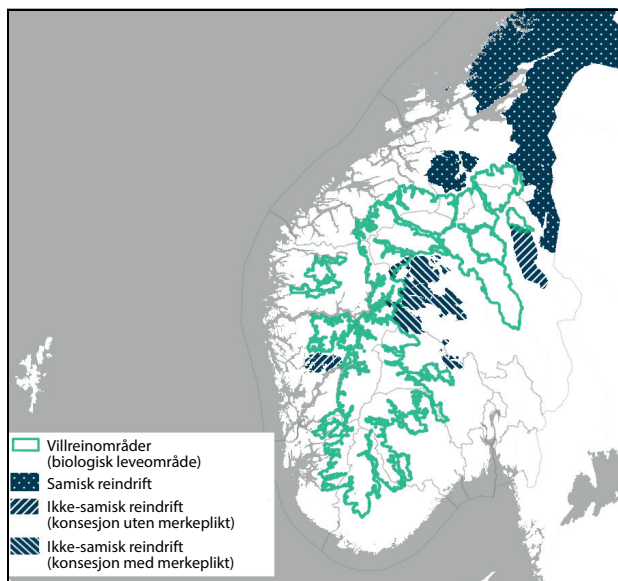 Villreinområder
(biologisk leveområde)
Samisk reindrift
Ikke-samisk reindrift
(konsesjon uten merkeplikt)
Ikke-samisk reindrift
(konsesjon med merkeplikt)